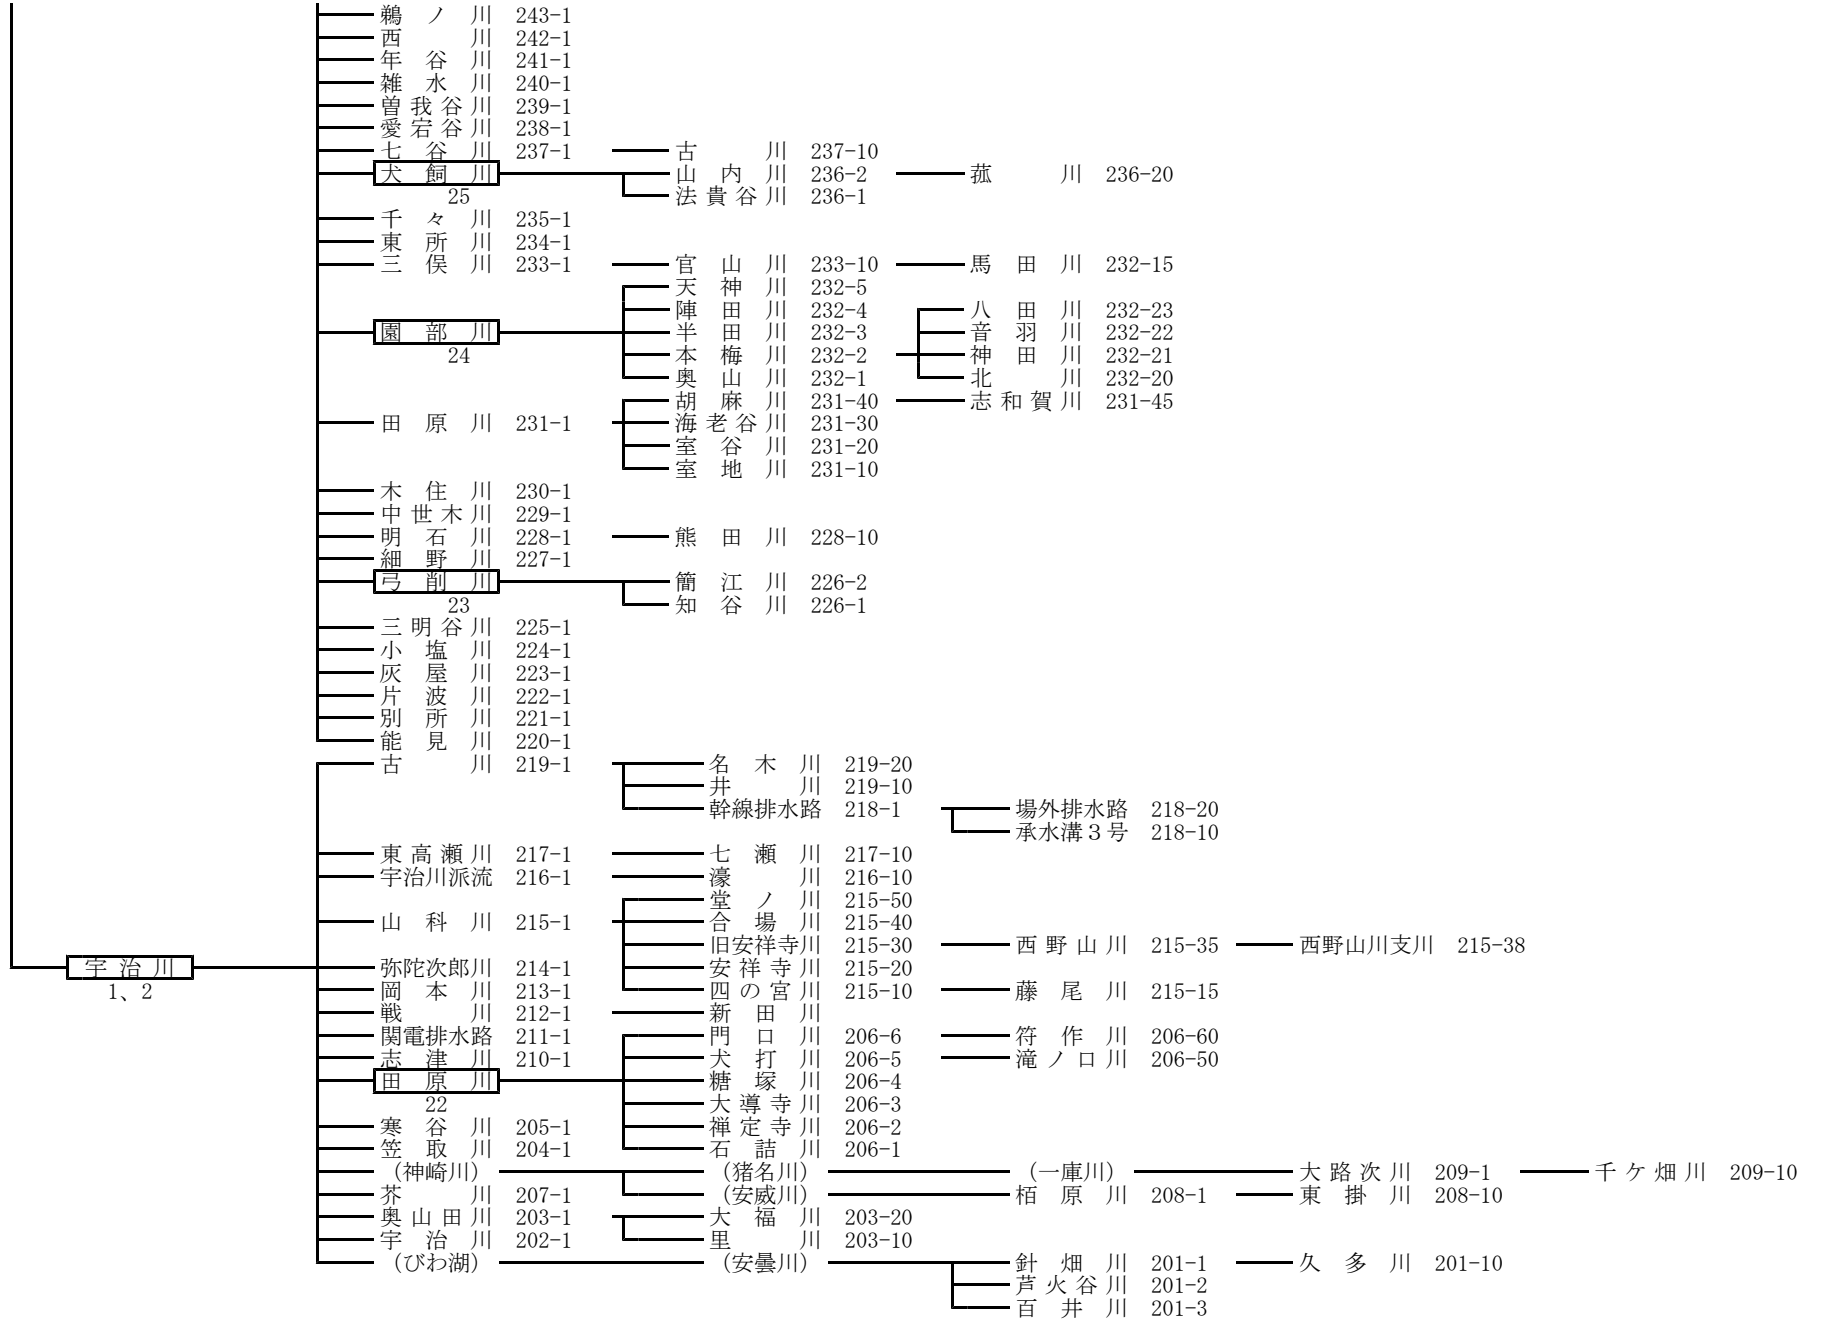 鵜ノ川 243-1
西川 242-1
年谷川 241-1
雑水川 240-1
曽我谷川 239-1
愛宕谷川 238-1
七谷川 237-1 古川 237-10
犬飼川 山内川 236-2 菰川 236-20
25 法貴谷川 236-1
千々川 235-1
東所川 234-1
三俣川 233-1 官山川 233-10 馬田川 232-15
天神川 232-5
陣田川 232-4 八田川 232-23
園部川 半田川 232-3 音羽川 232-22
24 本梅川 232-2 神田川 232-21
奥山川 232-1 北川 232-20
胡麻川 231-40 志和賀川 231-45
田原川 231-1 海老谷川 231-30
室谷川 231-20
室地川 231-10
木住川 230-1
中世木川 229-1
明石川 228-1 熊田川 228-10
細野川 227-1
弓削川 簡江川 226-2
23 知谷川 226-1
三明谷川 225-1
小塩川 224-1
灰屋川 223-1
片波川 222-1
別所川 221-1
能見川 220-1
古川 219-1 名木川 219-20
井川 219-10
幹線排水路 218-1 場外排水路 218-20
承水溝３号 218-10
東高瀬川 217-1 七瀬川 217-10
宇治川派流 216-1 濠川 216-10
堂ノ川 215-50
山科川 215-1 合場川 215-40
旧安祥寺川 215-30 西野山川 215-35 西野山川支川 215-38
宇治川 弥陀次郎川 214-1 安祥寺川 215-20
1、2 岡本川 213-1 四の宮川 215-10 藤尾川 215-15
戦川 212-1 新田川
関電排水路 211-1 門口川 206-6 符作川 206-60
志津川 210-1 犬打川 206-5 滝ノ口川 206-50
田原川 糖塚川 206-4
22 大導寺川 206-3
寒谷川 205-1 禅定寺川 206-2
笠取川 204-1 石詰川 206-1
（神崎川） （猪名川） （一庫川） 大路次川 209-1 千ケ畑川 209-10
芥川 207-1 （安威川） 栢原川 208-1 東掛川 208-10
奥山田川 203-1 大福川 203-20
宇治川 202-1 里川 203-10
（びわ湖） （安曇川） 針畑川 201-1 久多川 201-10
芦火谷川 201-2
百井川 201-3